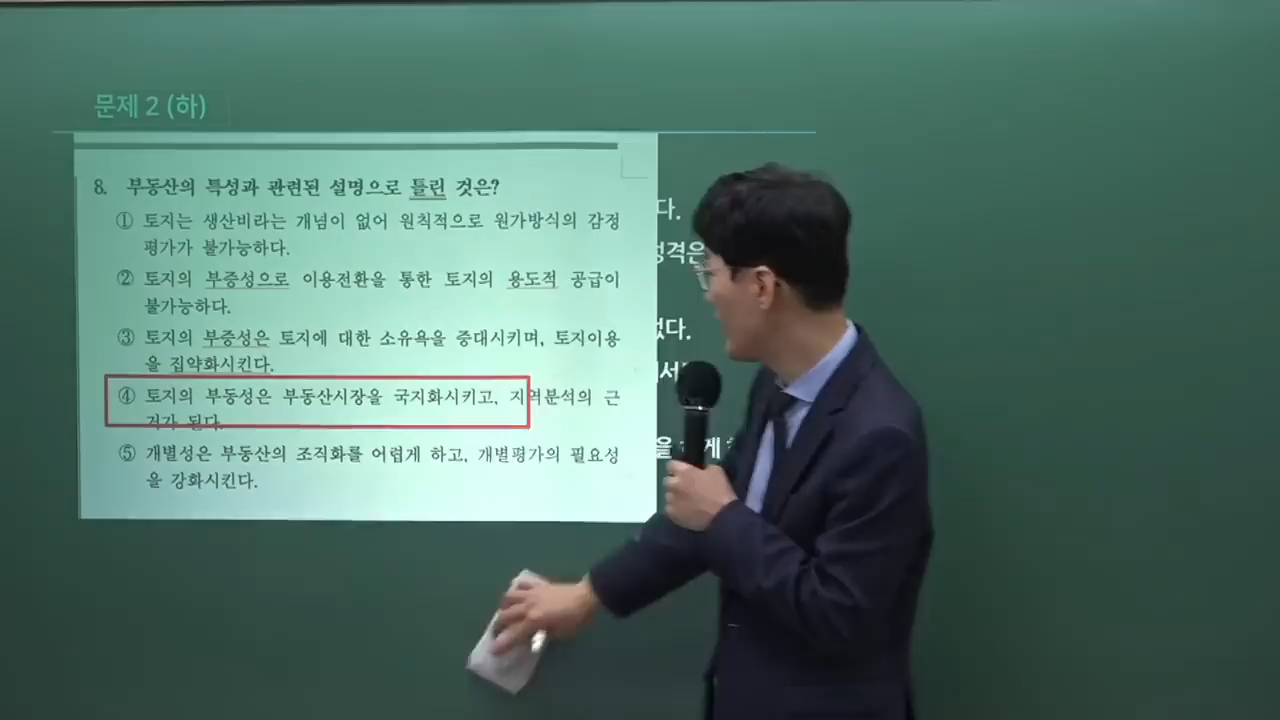 문제 2 (하)
8. 부동산의 특성과 관련된 설명으로 틀린 것은?
① 토지는 생산비라는 개념이 없어 원칙적으로 원가방식의 감정
평가가 불가능하다.
② 토지의 부증성으로 이용전환을 통한 토지의 용도적 공급이
불가능하다.
③ 토지의 부증성은 토지에 대한 소유욕을 증대시키며, 토지이용
을 집약화시킨다.
④ 토지의 부동성은 부동산시장을 국지화시키고, 지역분석의 근
거가 된다.
⑤ 개별성은 부동산의 조직화를 어렵게 하고, 개별평가의 필요성
을 강화시킨다.
다.
성격은
없다.